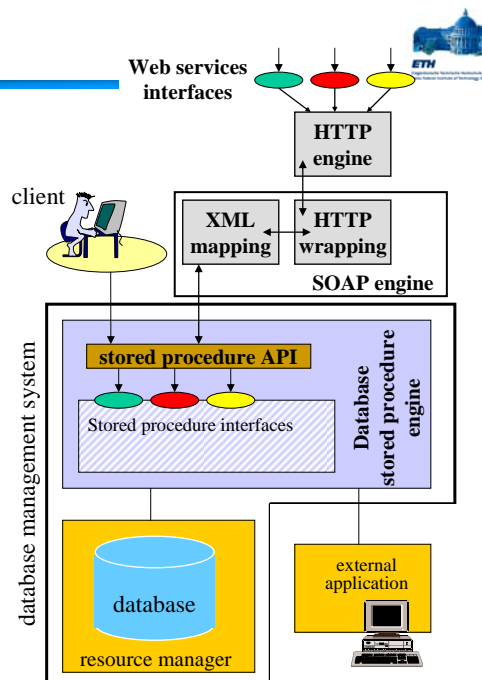 Web services
interfaces
ETH
HTTP
engine
client
XML
mapping
HTTP
wrapping
SOAP engine
database management system
stored procedure API
Stored procedure interfaces
Database
stored procedure
engine
database
resource manager
external
application